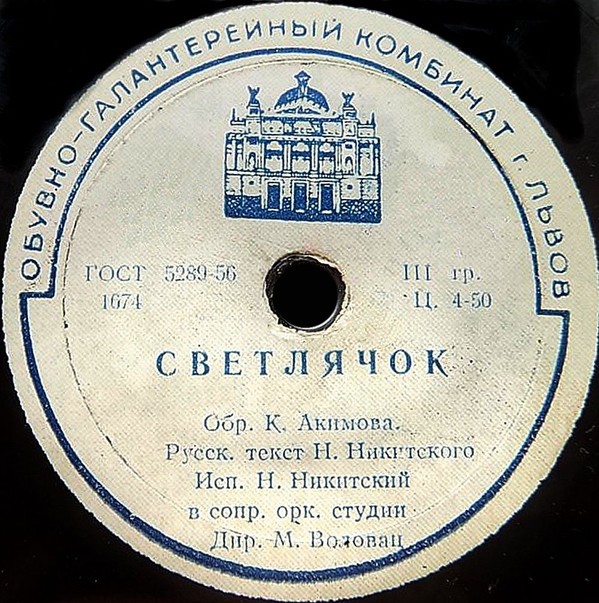 ОБУВНО-ГАЛАНТЕРЕЙНЫЙ КОМБИНАТ г. ЛЬВОВ
ГОСТ 5289-56 III гр.
1674 Ц. 4-50
СВЕТЛЯЧОК
Обр. К. Акимова.
Русск. текст Н. Никитского
Исп. Н. Никитский
в сопр. орк. студии
Дир. М. Воловац